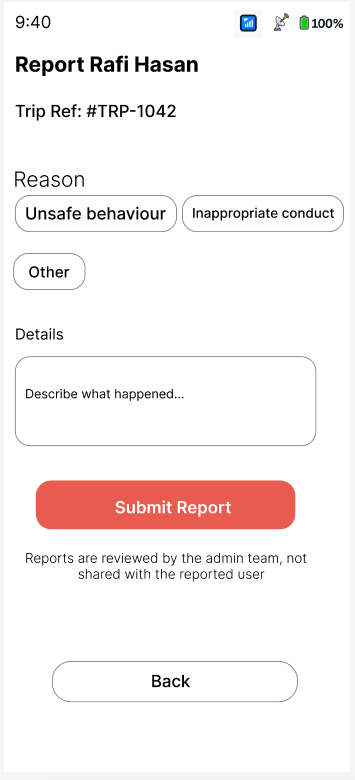 9:40
100%
Report Rafi Hasan
Trip Ref: #TRP-1042
Reason
Unsafe behaviour
Inappropriate conduct
Other
Details
Describe what happened...
Submit Report
Reports are reviewed by the admin team, not
shared with the reported user
Back